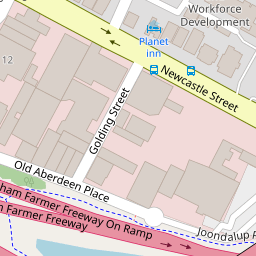 Workforce
Development
Planet
inn
12
Newcastle Street
Golding Street
Old Aberdeen Place
ham Farmer Freeway On Ramp
m Farmer Freeway
Joondalup